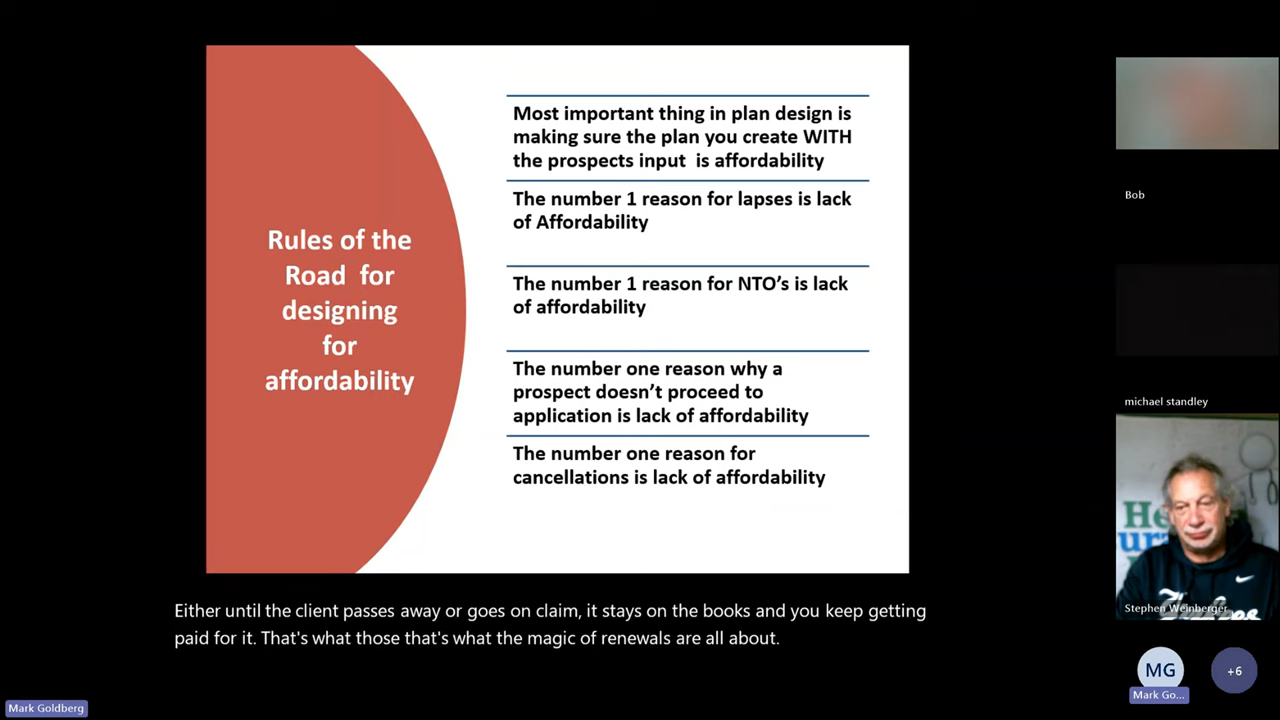 Rules of the
Road for
designing
for
affordability
Most important thing in plan design is
making sure the plan you create WITH
the prospects input is affordability
The number 1 reason for lapses is lack
of Affordability
The number 1 reason for NTO's is lack
of affordability
The number one reason why a
prospect doesn't proceed to
application is lack of affordability
The number one reason for
cancellations is lack of affordability
Either until the client passes away or goes on claim, it stays on the books and you keep getting
paid for it. That's what those that's what the magic of renewals are all about.
Mark Goldberg
Bob
michael standley
Stephen Weinberger
MG
+6
Mark Go...